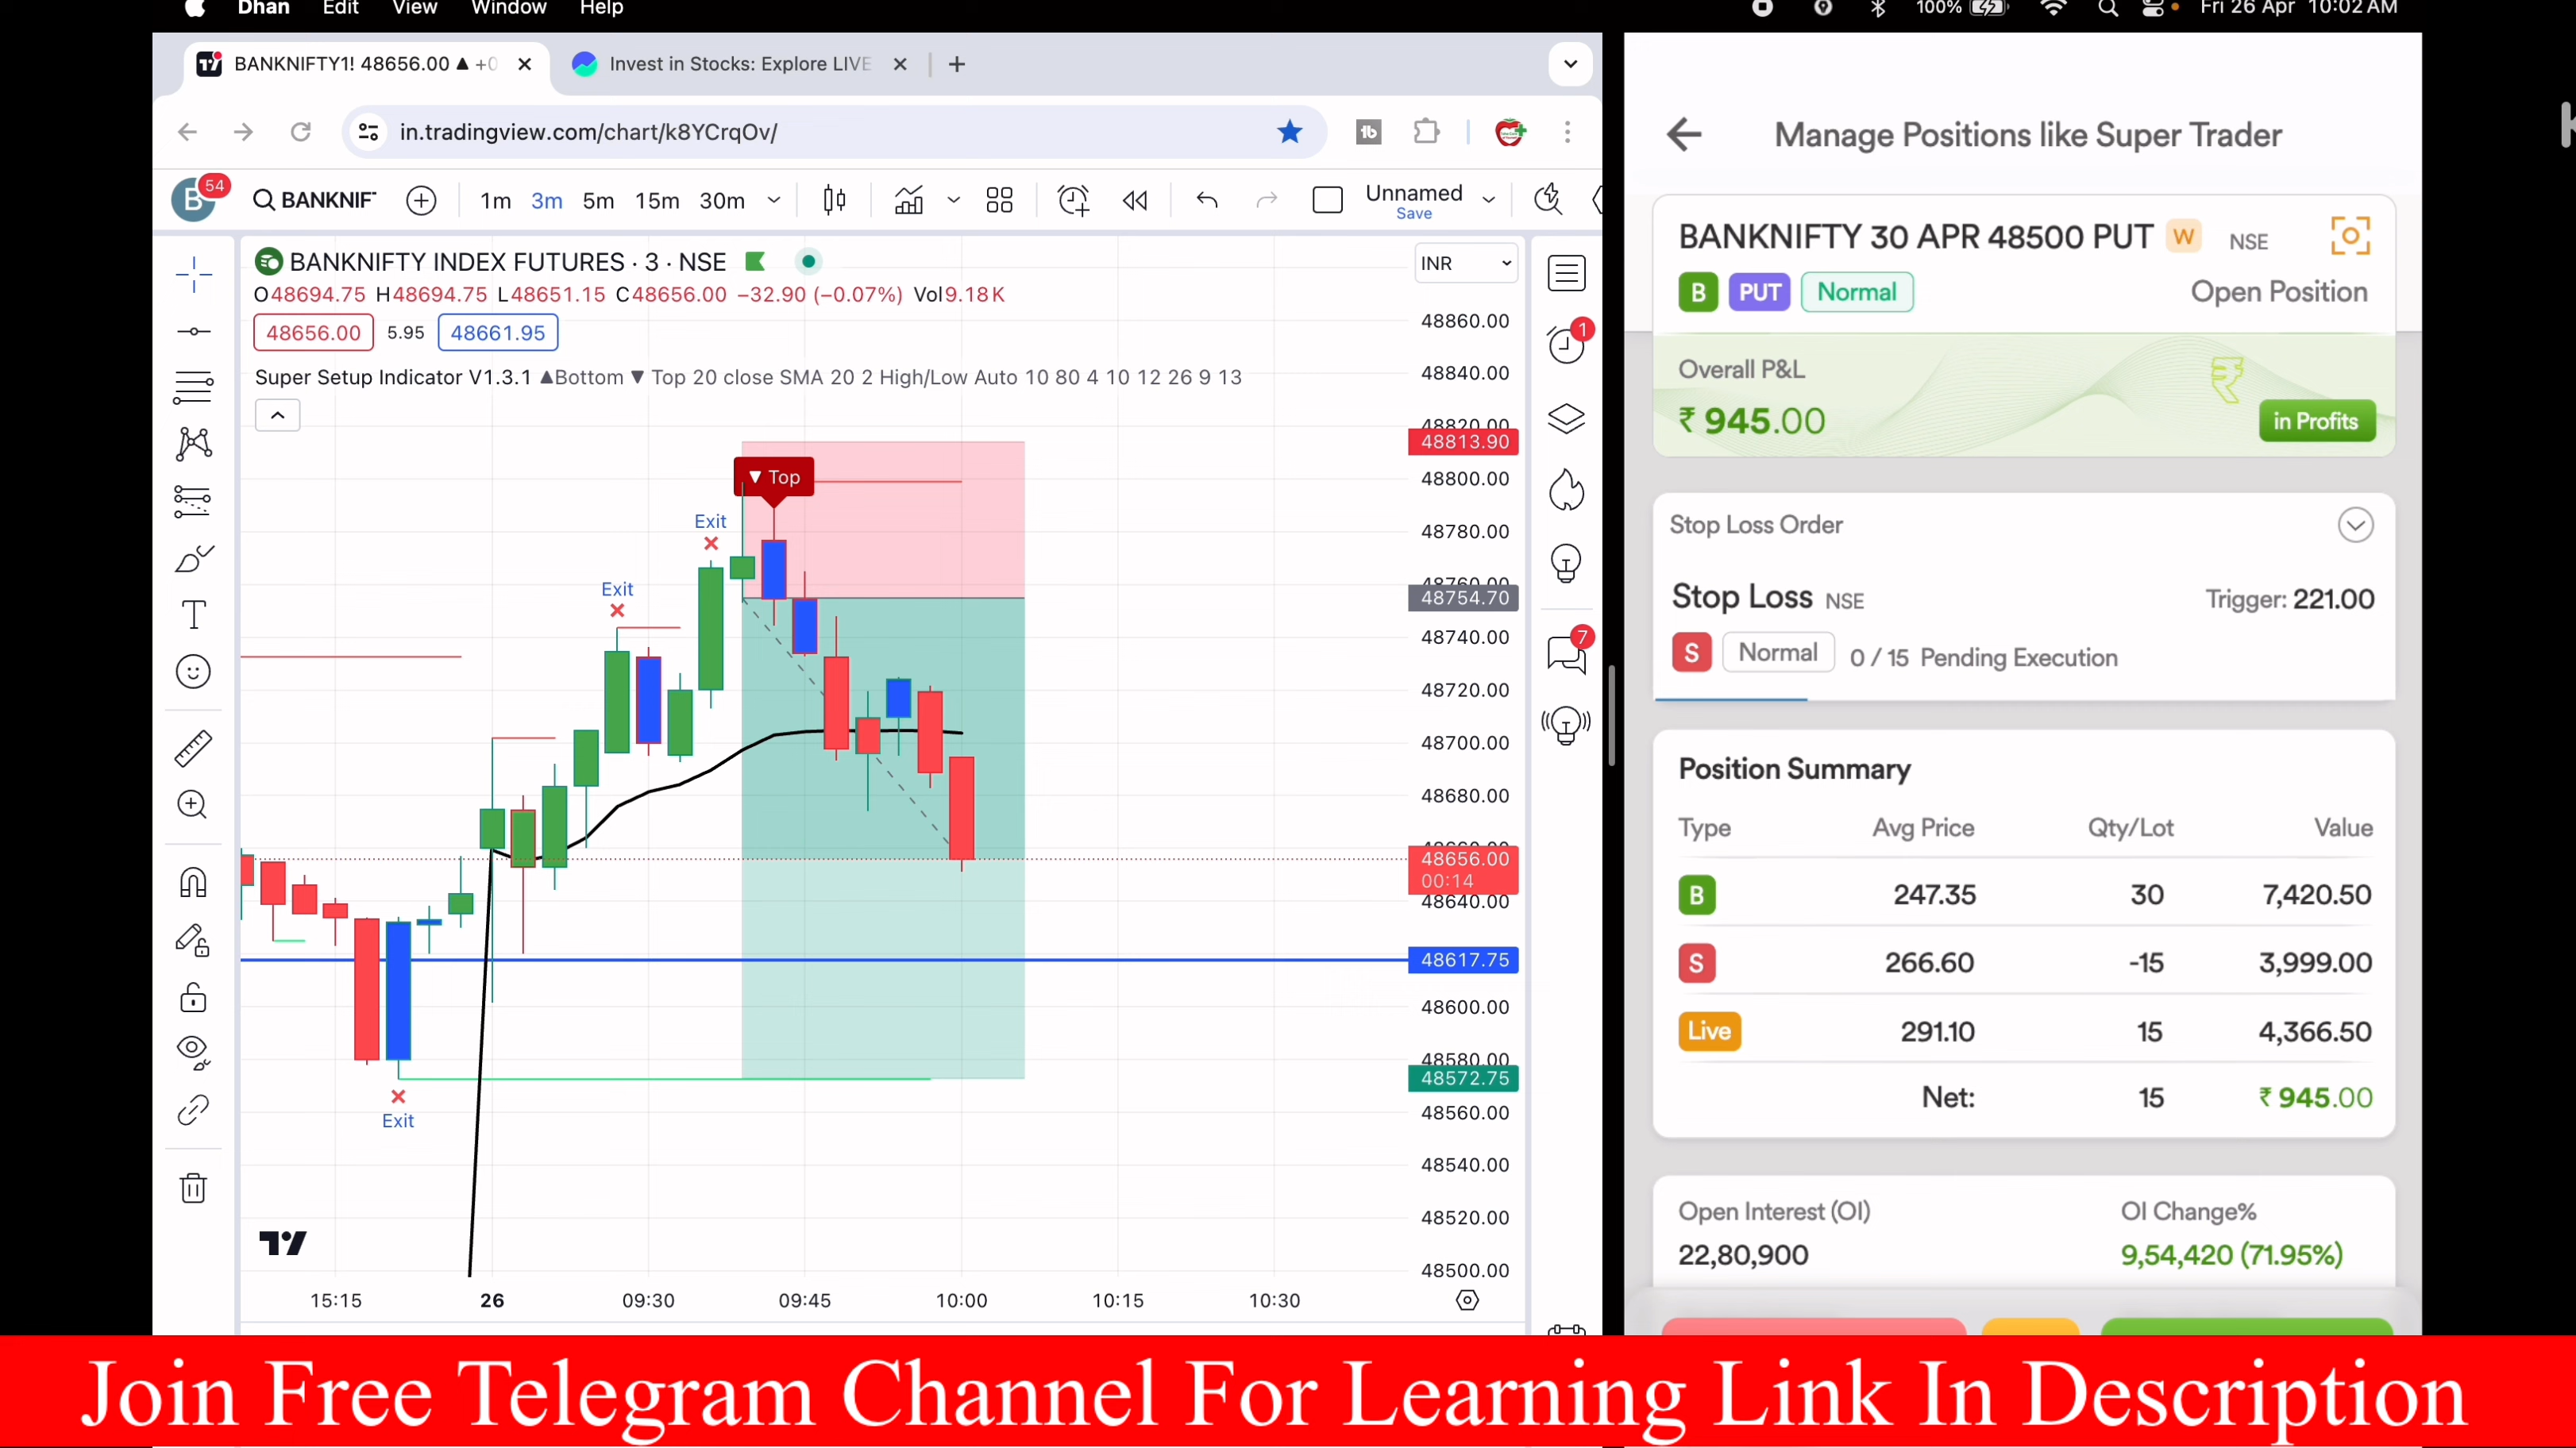 Dhan Edit View Window Help
100% Fri 26 Apr 10:02 AM
BANKNIFTY1! 48656.00 ▲ +0
Invest in Stocks: Explore LIVE
in.tradingview.com/chart/k8YCrqOv/
B 54 BANKNIF 1m 3m 5m 15m 30m Unnamed
Save
BANKNIFTY INDEX FUTURES · 3 · NSE
INR
O48694.75 H48694.75 L48651.15 C48656.00 −32.90 (−0.07%) Vol9.18K
48656.00 5.95 48661.95
Super Setup Indicator V1.3.1 ▲Bottom ▼ Top 20 close SMA 20 2 High/Low Auto 10 80 4 10 12 26 9 13
▼ Top
Exit
Exit
Exit
48860.00
48840.00
48820.00
48813.90
48800.00
48780.00
48760.00
48754.70
48740.00
48720.00
48700.00
48680.00
48660.00
48656.00
00:14
48640.00
48617.75
48600.00
48580.00
48572.75
48560.00
48540.00
48520.00
48500.00
15:15 26 09:30 09:45 10:00 10:15 10:30
1
7
Manage Positions like Super Trader
BANKNIFTY 30 APR 48500 PUT W NSE
B PUT Normal Open Position
Overall P&L
₹ 945.00
in Profits
Stop Loss Order
Stop Loss NSE Trigger: 221.00
S Normal 0 / 15 Pending Execution
Position Summary
Type Avg Price Qty/Lot Value
B 247.35 30 7,420.50
S 266.60 -15 3,999.00
Live 291.10 15 4,366.50
Net: 15 ₹ 945.00
Open Interest (OI) OI Change%
22,80,900 9,54,420 (71.95%)
Join Free Telegram Channel For Learning Link In Description